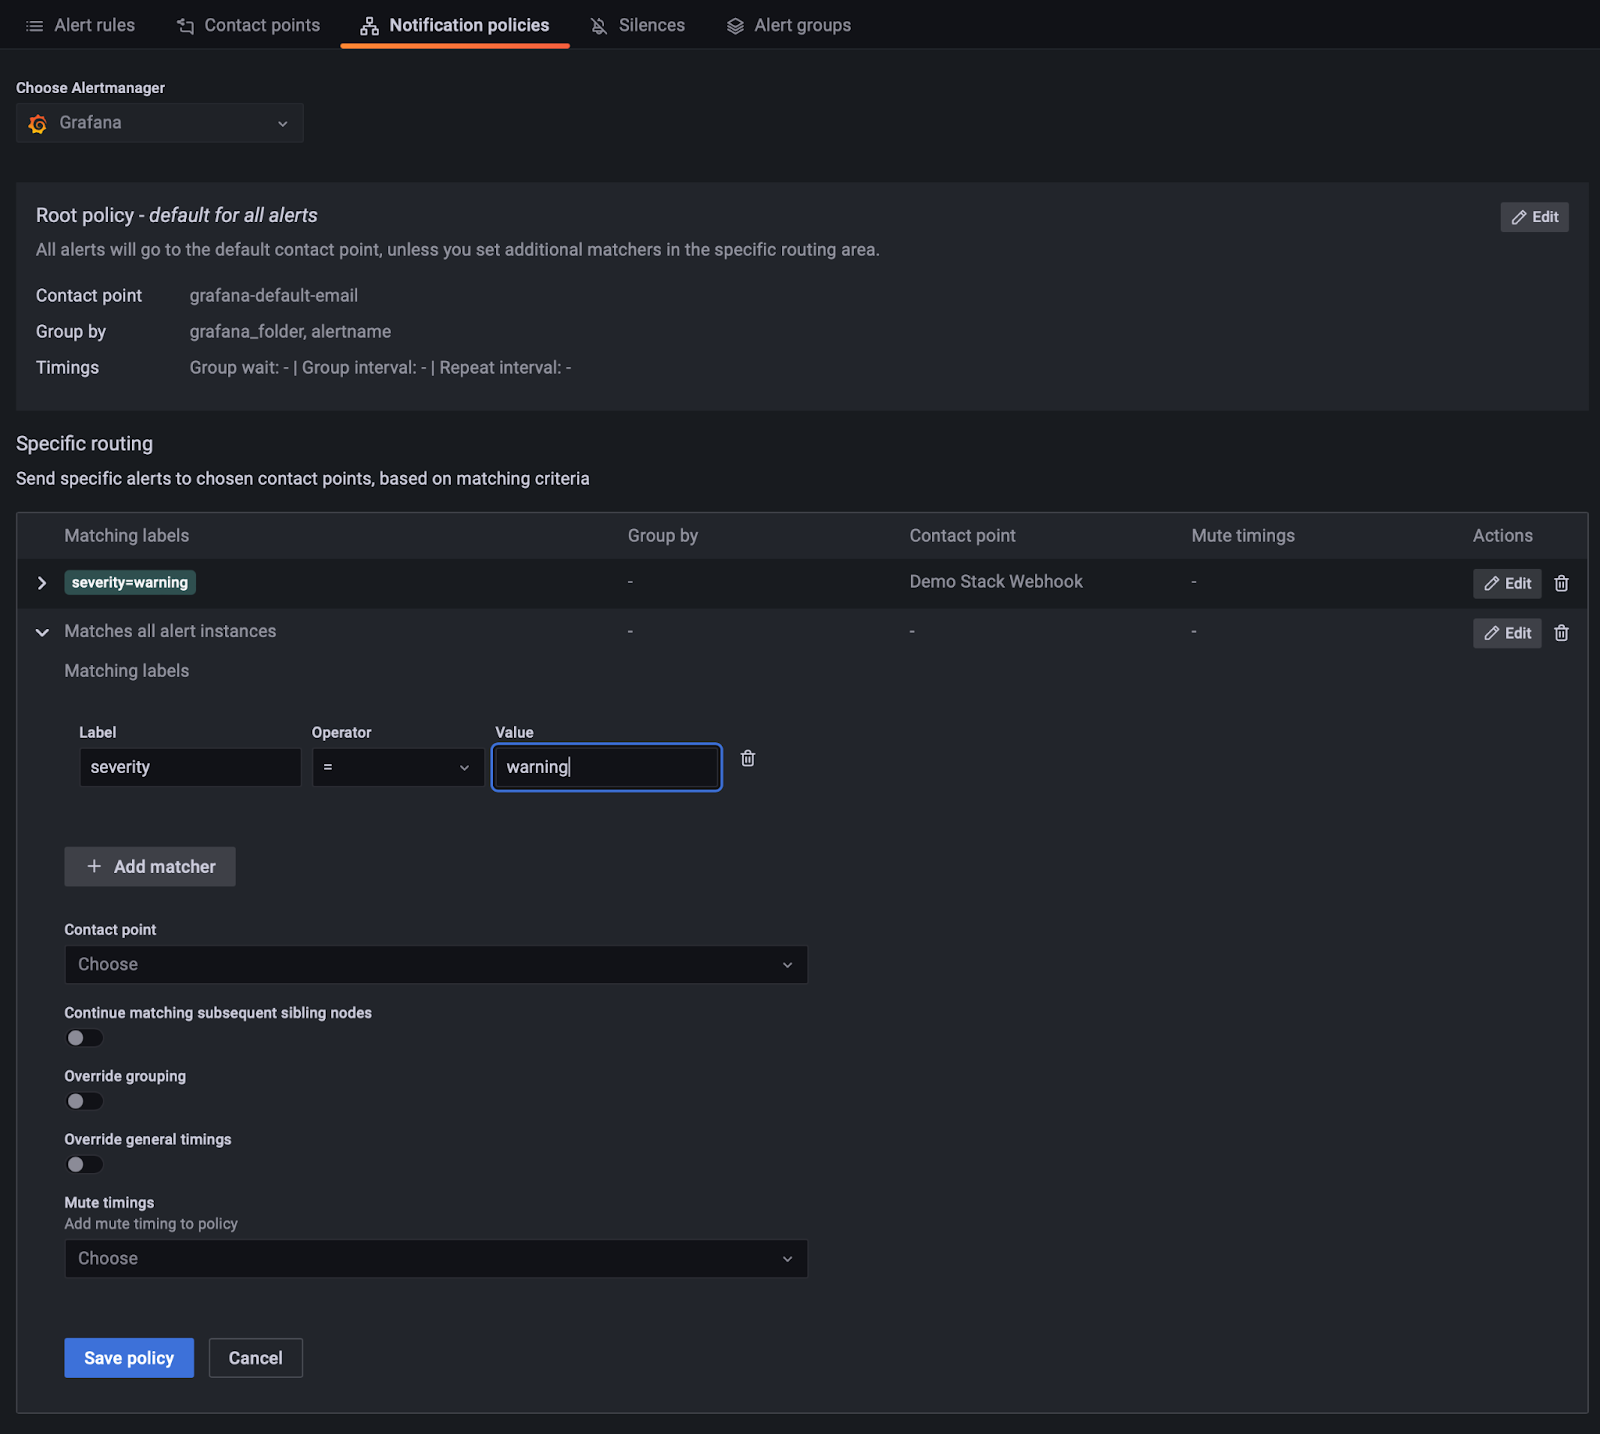 Alert rules Contact points Notification policies Silences Alert groups
Choose Alertmanager
Grafana
Root policy - default for all alerts Edit
All alerts will go to the default contact point, unless you set additional matchers in the specific routing area.
Contact point grafana-default-email
Group by grafana_folder, alertname
Timings Group wait: - | Group interval: - | Repeat interval: -
Specific routing
Send specific alerts to chosen contact points, based on matching criteria
Matching labels Group by Contact point Mute timings Actions
severity=warning - Demo Stack Webhook - Edit
Matches all alert instances - - - Edit
Matching labels
Label Operator Value
severity = warning
+ Add matcher
Contact point
Choose
Continue matching subsequent sibling nodes
Override grouping
Override general timings
Mute timings
Add mute timing to policy
Choose
Save policy Cancel